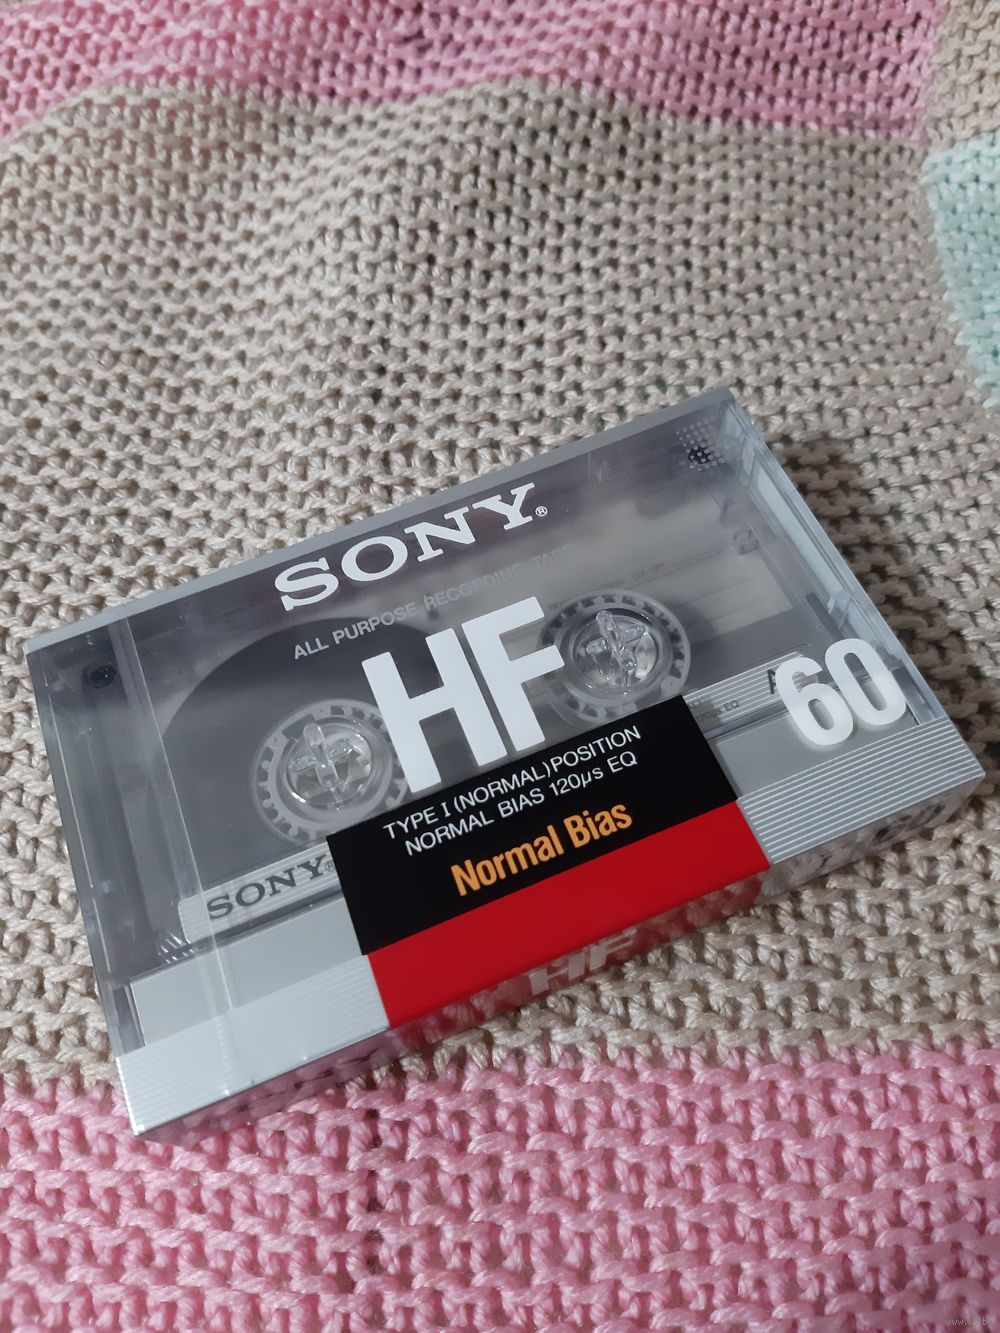 SONY®
ALL PURPOSE RECORDING TAPE
HF
60
TYPE I (NORMAL) POSITION
NORMAL BIAS 120µs EQ
Normal Bias
SONY®
HF